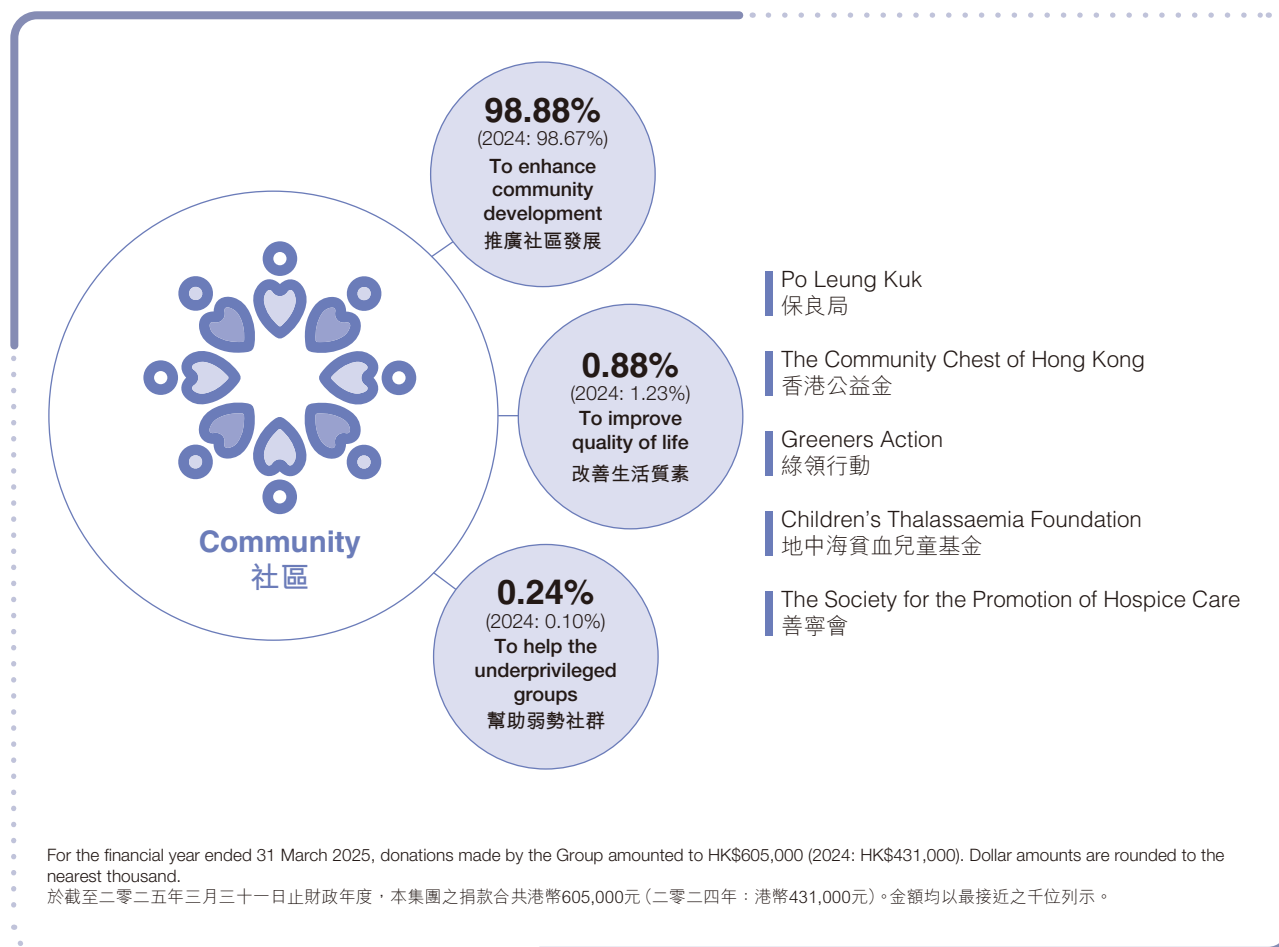 98.88%
(2024: 98.67%)
To enhance
community
development
推廣社區發展
0.88%
(2024: 1.23%)
To improve
quality of life
改善生活質素
0.24%
(2024: 0.10%)
To help the
underprivileged
groups
幫助弱勢社群
Community
社區
Po Leung Kuk
保良局
The Community Chest of Hong Kong
香港公益金
Greeners Action
綠領行動
Children’s Thalassaemia Foundation
地中海貧血兒童基金
The Society for the Promotion of Hospice Care
善寧會
For the financial year ended 31 March 2025, donations made by the Group amounted to HK$605,000 (2024: HK$431,000). Dollar amounts are rounded to the
nearest thousand.
於截至二零二五年三月三十一日止財政年度，本集團之捐款合共港幣605,000元（二零二四年：港幣431,000元）。金額均以最接近之千位列示。